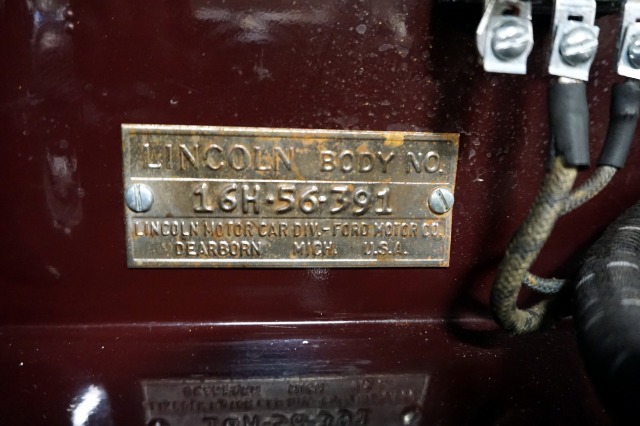 LINCOLN BODY NO.
16H·56·391
LINCOLN MOTOR CAR DIV.-FORD MOTOR CO.
DEARBORN MICH. U.S.A.